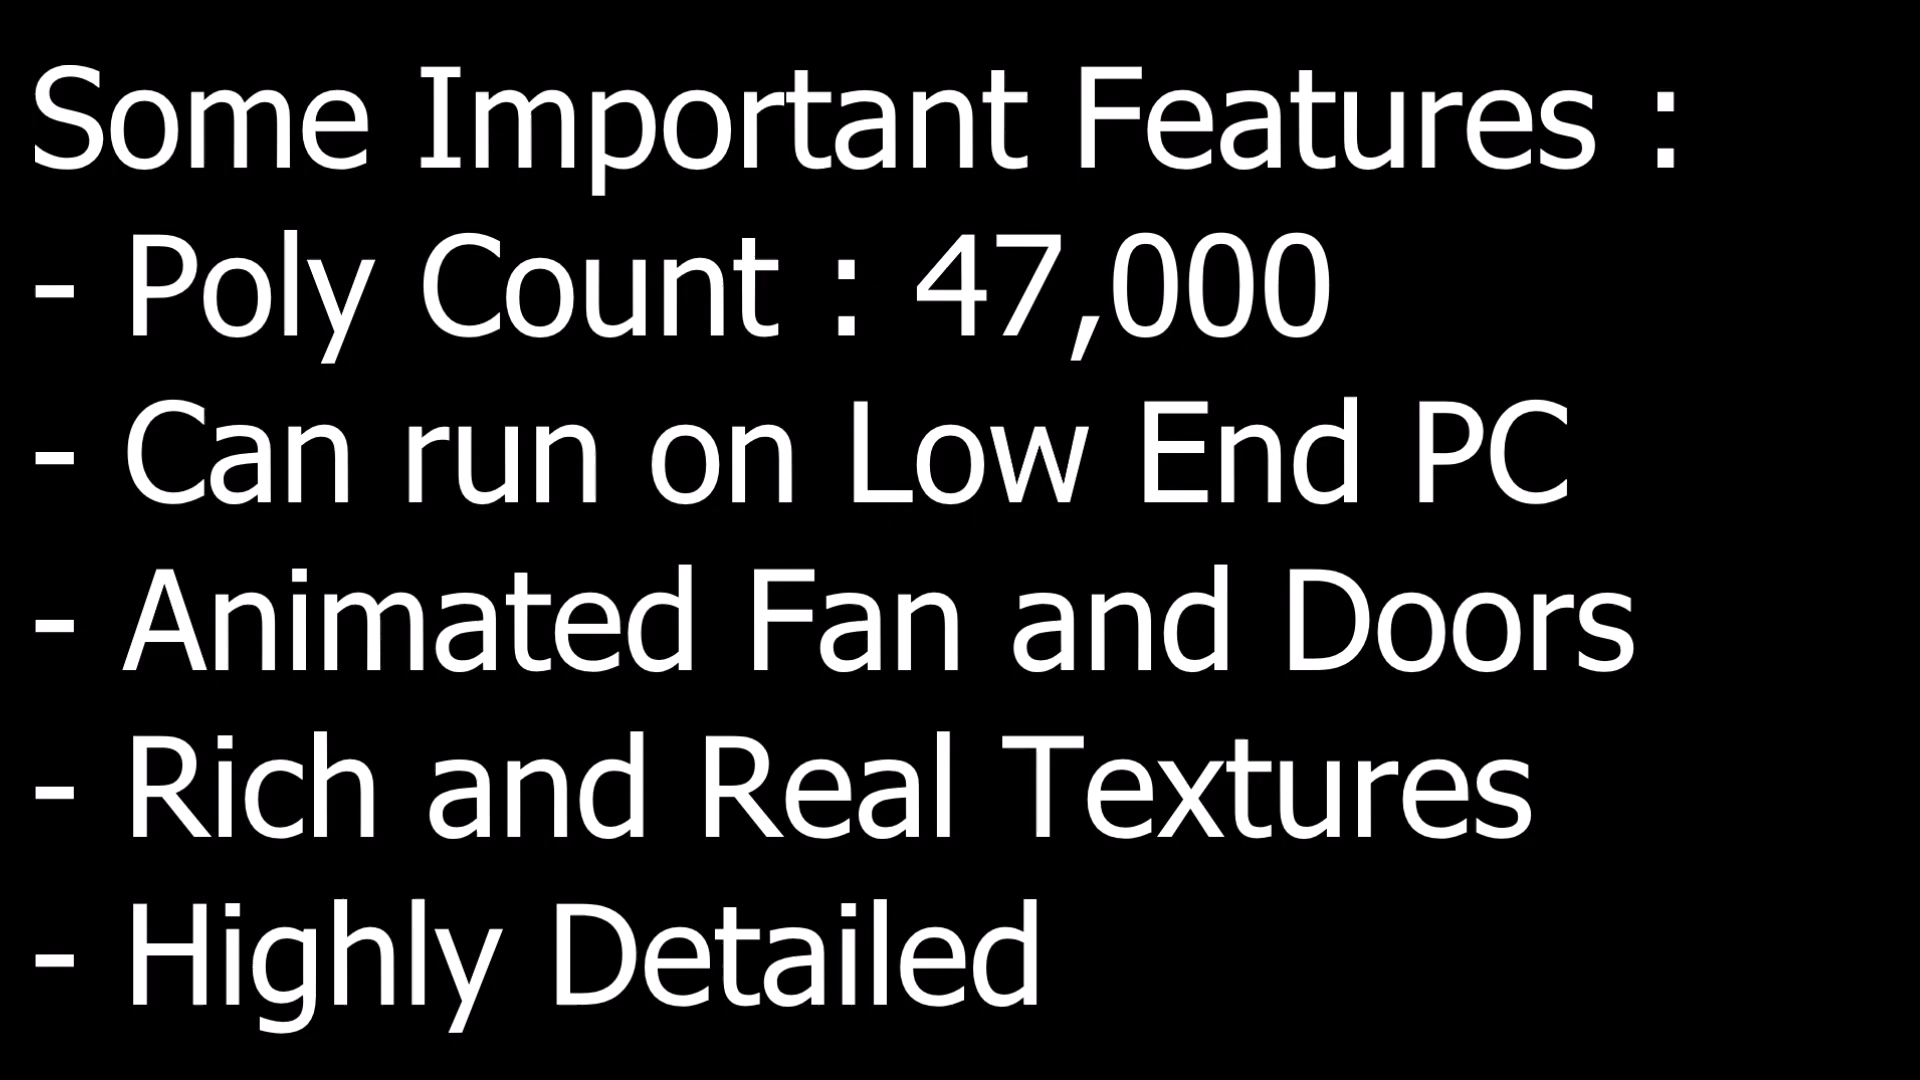 Some Important Features :
- Poly Count : 47,000
- Can run on Low End PC
- Animated Fan and Doors
- Rich and Real Textures
- Highly Detailed